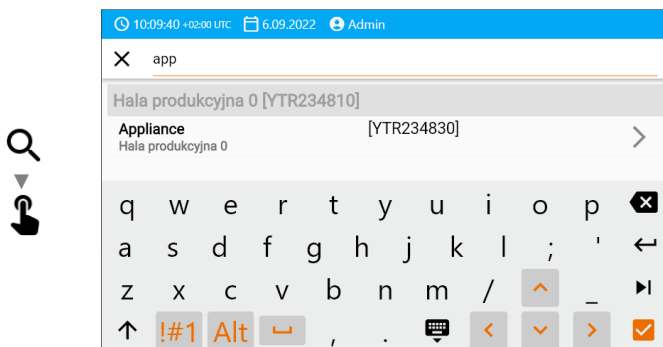 10:09:40 +02:00 UTC 6.09.2022 Admin
app
Hala produkcyjna 0 [YTR234810]
Appliance [YTR234830]
Hala produkcyjna 0
q w e r t y u i o p
a s d f g h j k l ; '
z x c v b n m / _
!#1 Alt , .